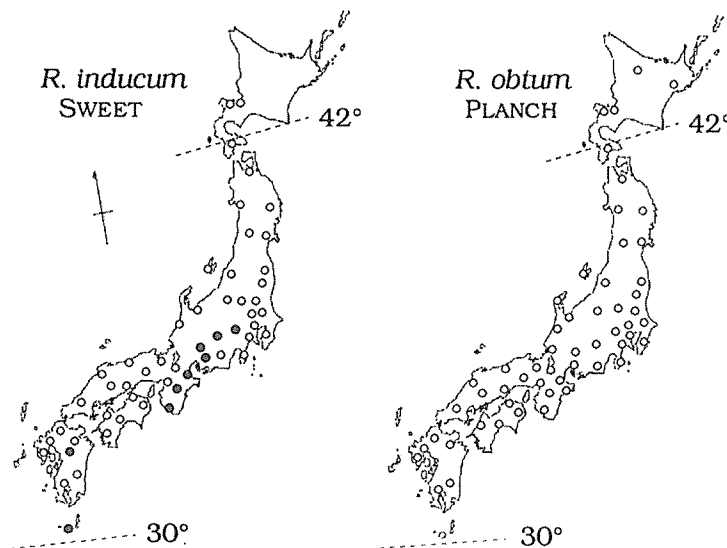 R. inducum
SWEET
42°
30°
R. obtum
PLANCH
42°
30°